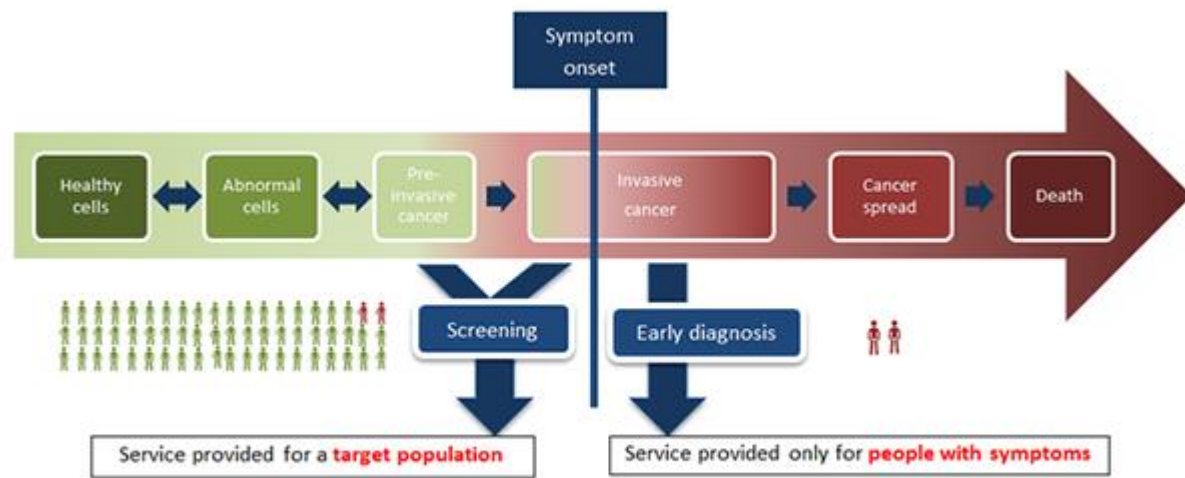 Symptom
onset
Healthy
cells
Abnormal
cells
Pre-
invasive
cancer
Invasive
cancer
Cancer
spread
Death
Screening
Early diagnosis
Service provided for a target population
Service provided only for people with symptoms